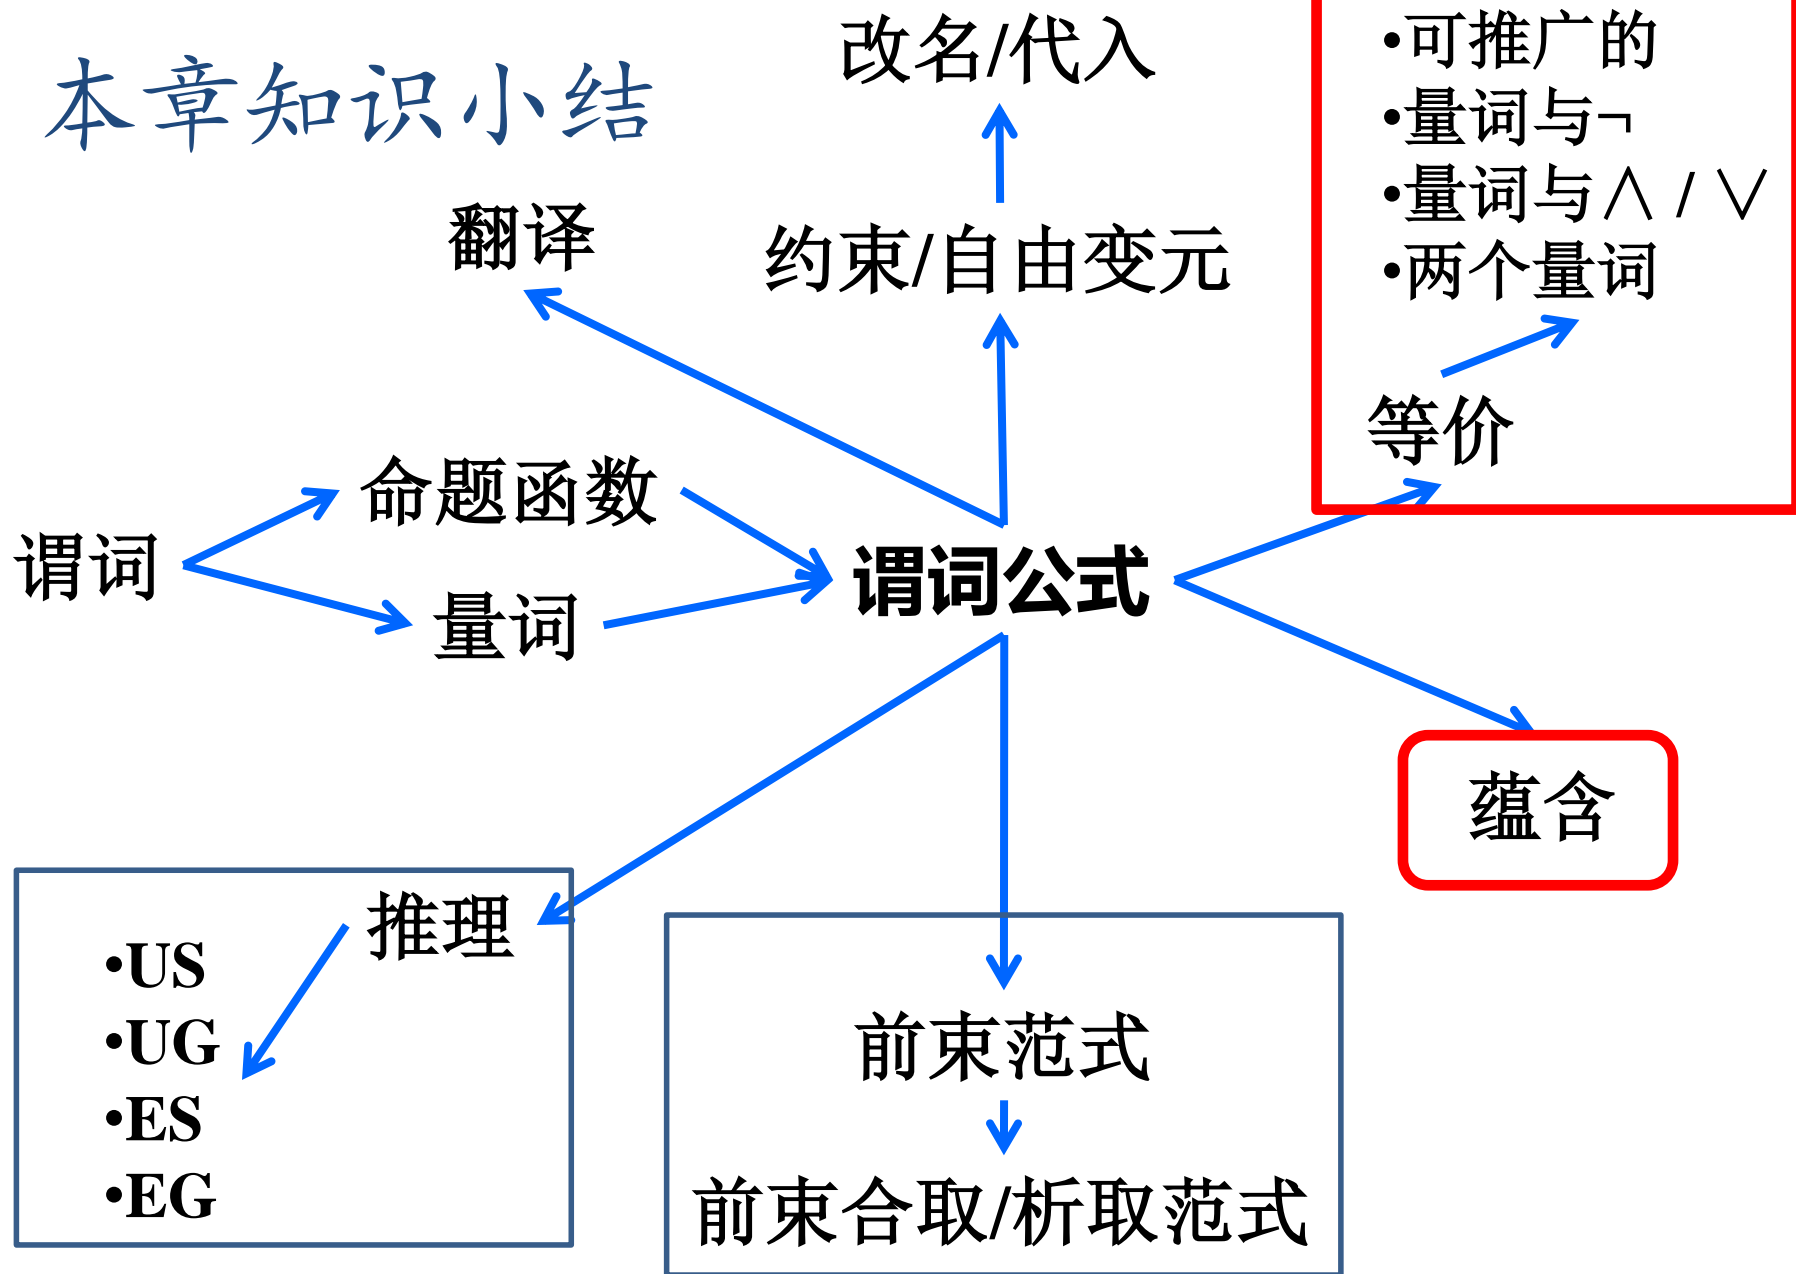 本章知识小结
改名/代入
•可推广的
•量词与¬
•量词与∧ / ∨
•两个量词
翻译
约束/自由变元
等价
命题函数
谓词
量词
谓词公式
蕴含
推理
•US
•UG
•ES
•EG
前束范式
前束合取/析取范式